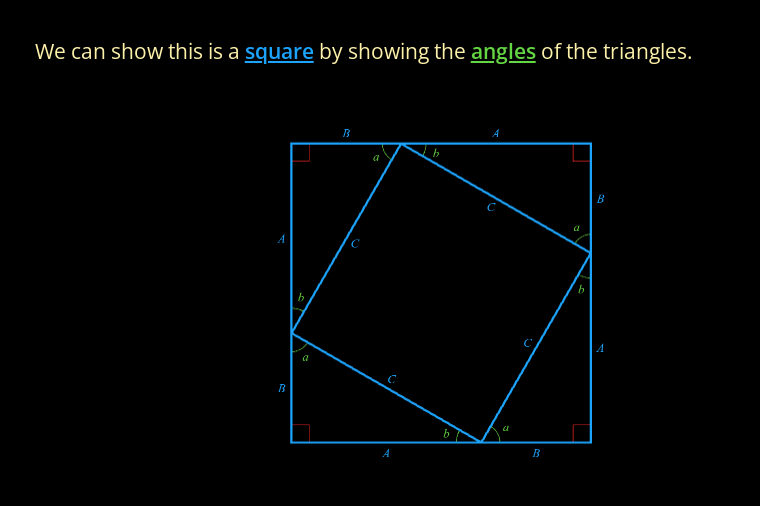 We can show this is a square by showing the angles of the triangles.
B A
a b
B
C
a
A C
b b
a
C A
C
B
b a
A B